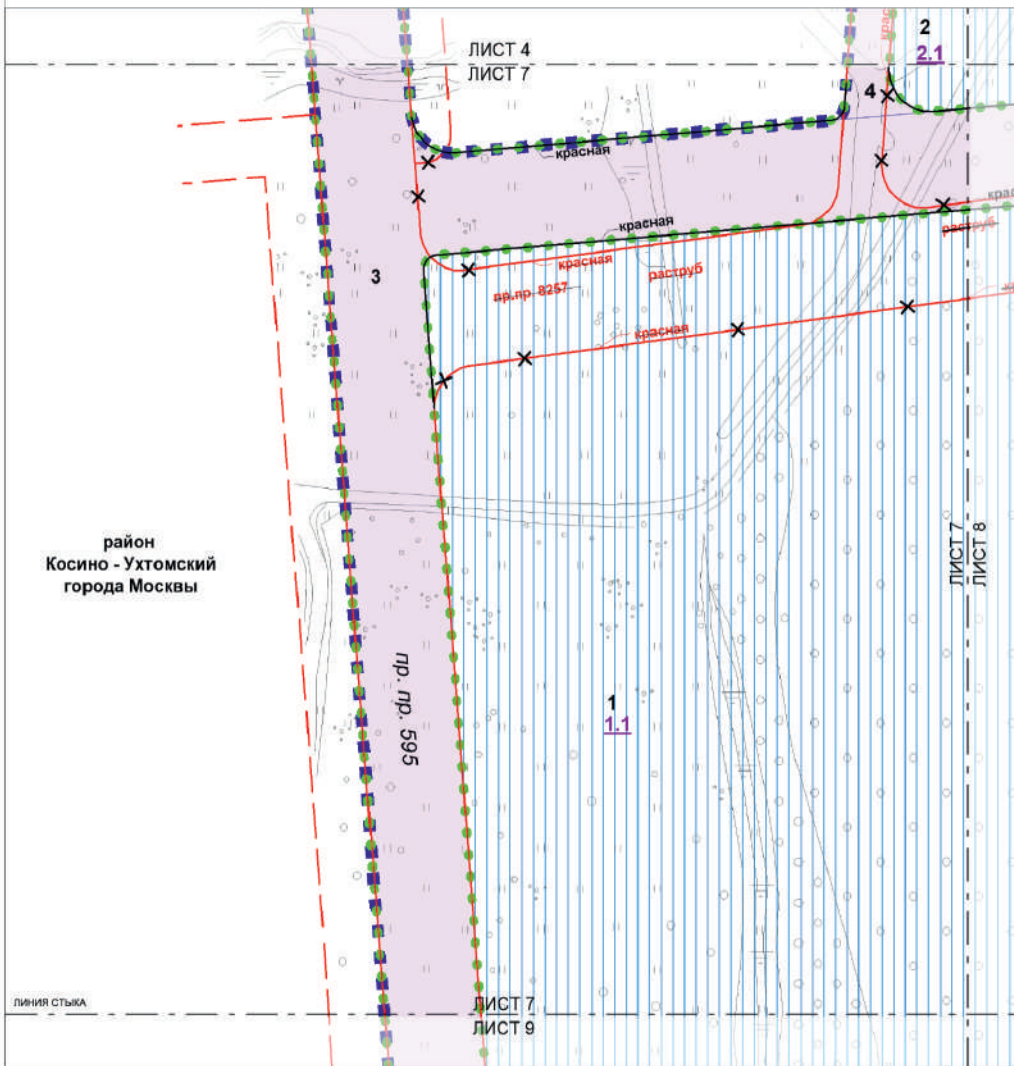 2
2.1
ЛИСТ 4
ЛИСТ 7
4
красная
красная
красная
раструб
пр.пр. 8257
раструб
красная
3
район
Косино - Ухтомский
города Москвы
ЛИСТ 7
ЛИСТ 8
пр. пр. 595
1
1.1
ЛИНИЯ СТЫКА
ЛИСТ 7
ЛИСТ 9